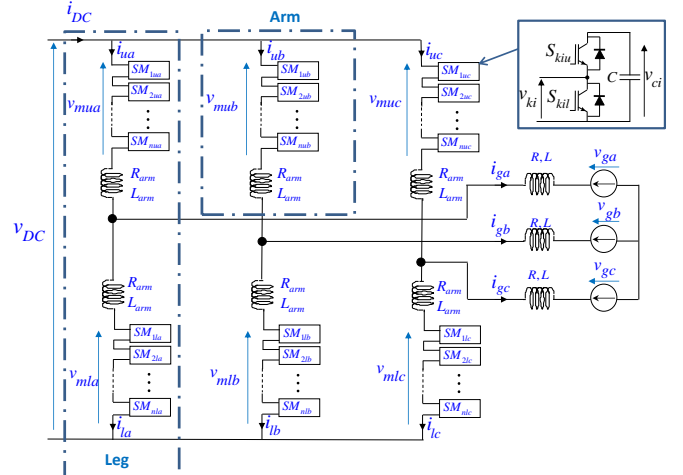 i_DC
Arm
i_ua
i_ub
i_uc
SM_1ua
SM_1ub
SM_1uc
SM_2ua
SM_2ub
SM_2uc
v_mua
v_mub
v_muc
SM_nua
SM_nub
SM_nuc
S_kiu
C
v_ki
S_kil
v_ci
R_arm
L_arm
R_arm
L_arm
R_arm
L_arm
i_ga
R, L
v_ga
v_DC
i_gb
R, L
v_gb
i_gc
R, L
v_gc
R_arm
L_arm
R_arm
L_arm
R_arm
L_arm
SM_1la
SM_1lb
SM_1lc
SM_2la
SM_2lb
SM_2lc
v_mla
v_mlb
v_mlc
SM_nla
SM_nlb
SM_nlc
i_la
i_lb
i_lc
Leg